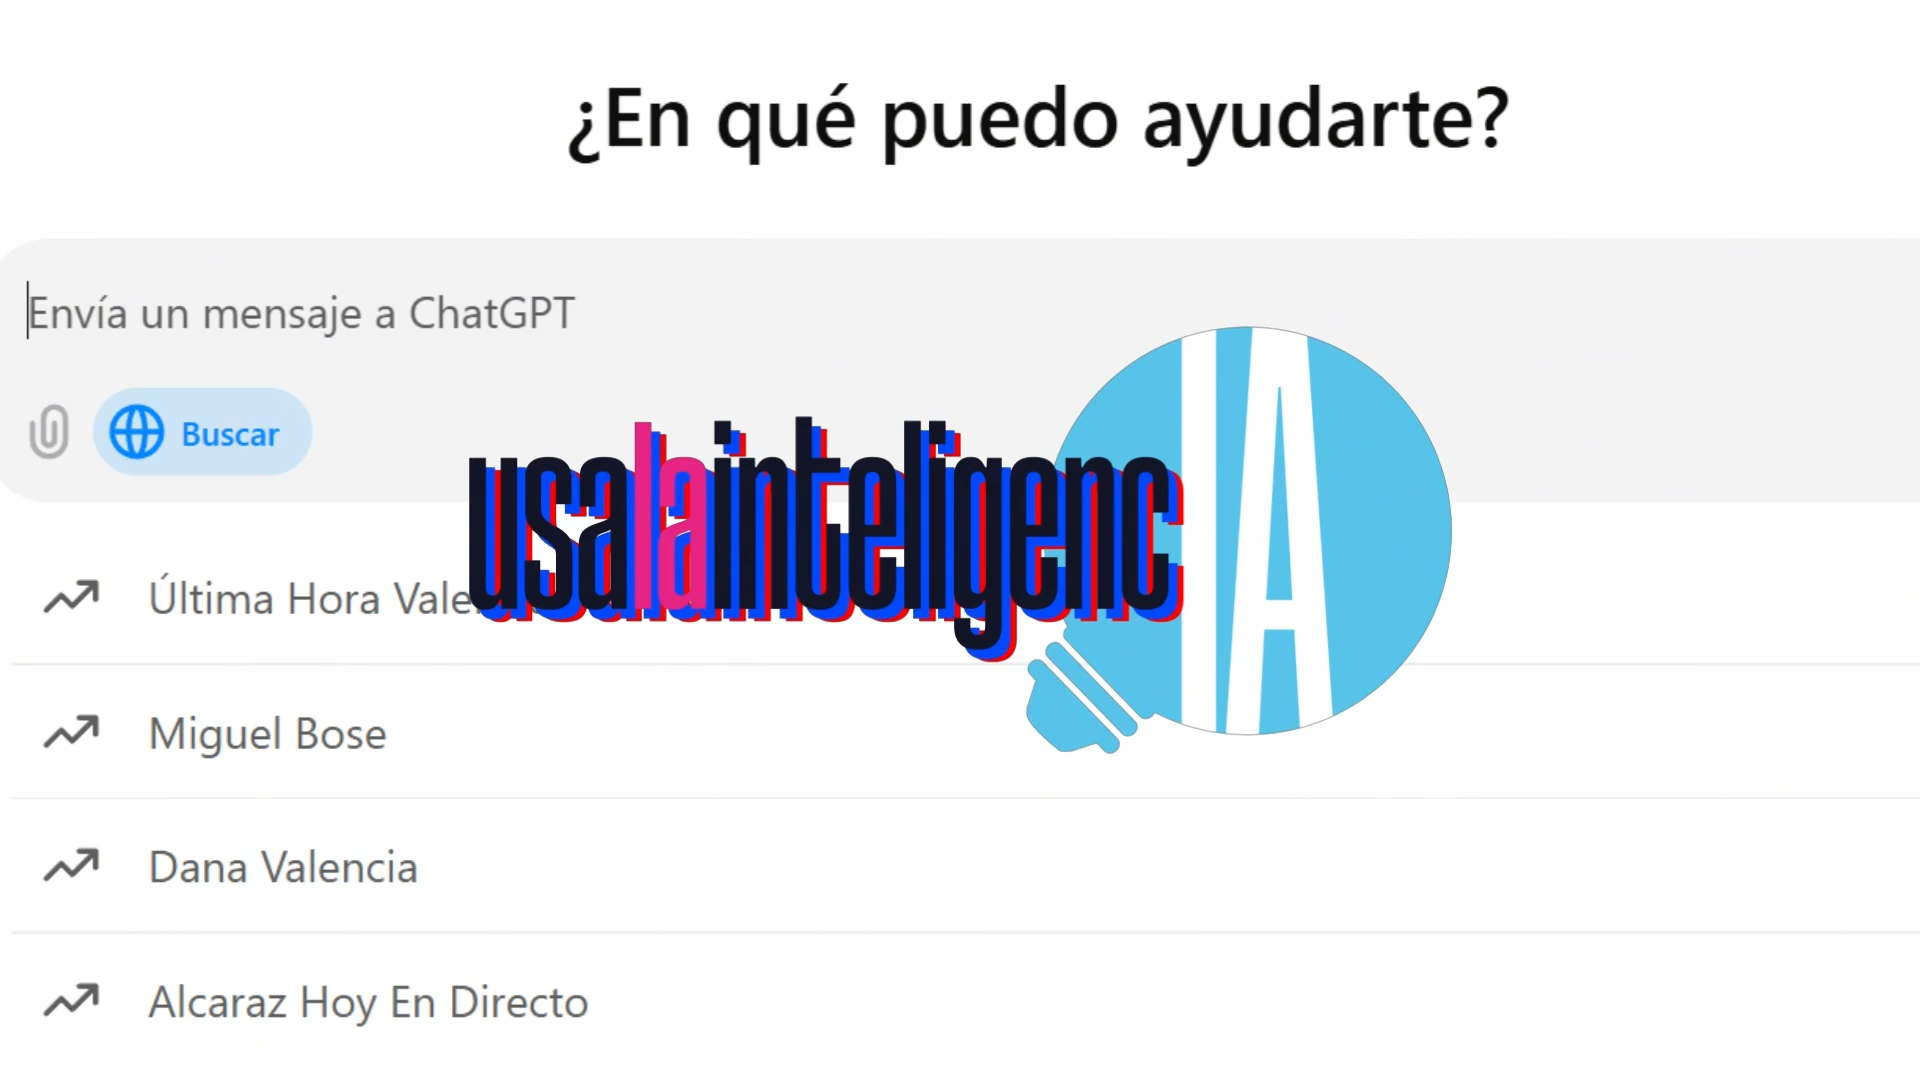 ¿En qué puedo ayudarte?
Envía un mensaje a ChatGPT
Buscar
usalainteligencIA
Última Hora Vale
Miguel Bose
Dana Valencia
Alcaraz Hoy En Directo